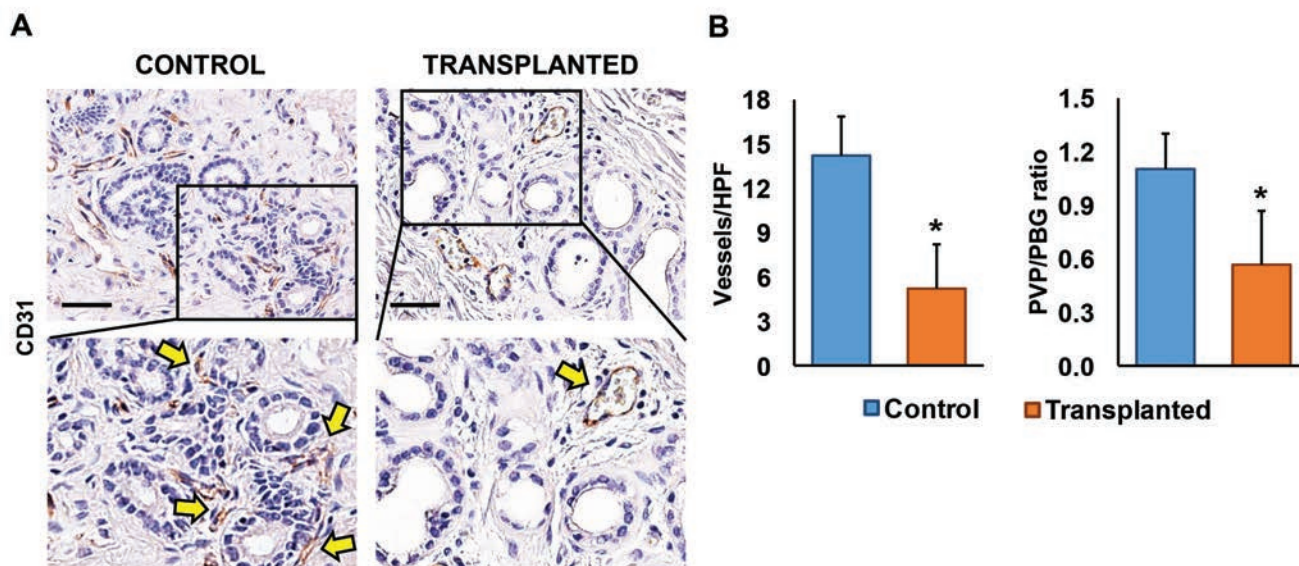 A
CONTROL
TRANSPLANTED
CD31
B
Vessels/HPF
18
15
12
9
6
3
0
*
PVP/PBG ratio
1.5
1.2
0.9
0.6
0.3
0.0
*
Control
Transplanted